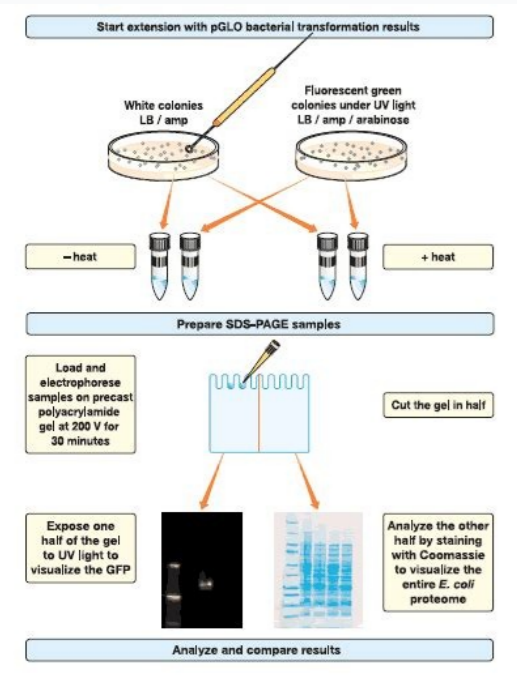 Start extension with pGLO bacterial transformation results
White colonies
LB / amp
Fluorescent green
colonies under UV light
LB / amp / arabinose
– heat
+ heat
Prepare SDS-PAGE samples
Load and
electrophorese
samples on precast
polyacrylamide
gel at 200 V for
30 minutes
Cut the gel in half
Expose one
half of the gel
to UV light to
visualize the GFP
Analyze the other
half by staining
with Coomassie
to visualize the
entire E. coli
proteome
Analyze and compare results